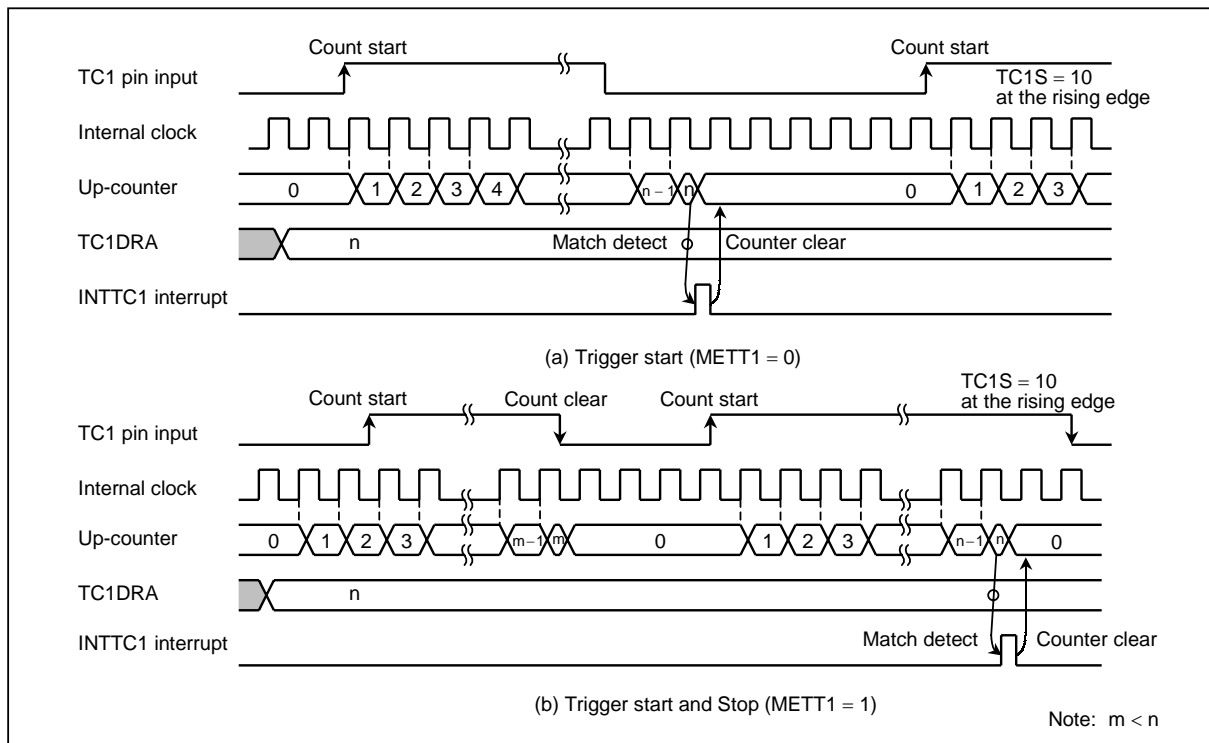 Count start Count start
TC1 pin input
TC1S = 10
at the rising edge
Internal clock
Up-counter 0 1 2 3 4 n − 1 n 0 1 2 3
TC1DRA n Match detect Counter clear
INTTC1 interrupt
(a) Trigger start (METT1 = 0)
TC1S = 10
at the rising edge
Count start Count clear Count start
TC1 pin input
Internal clock
Up-counter 0 1 2 3 m−1 m 0 1 2 3 n−1 n 0
TC1DRA n
INTTC1 interrupt Match detect Counter clear
(b) Trigger start and Stop (METT1 = 1)
Note: m < n